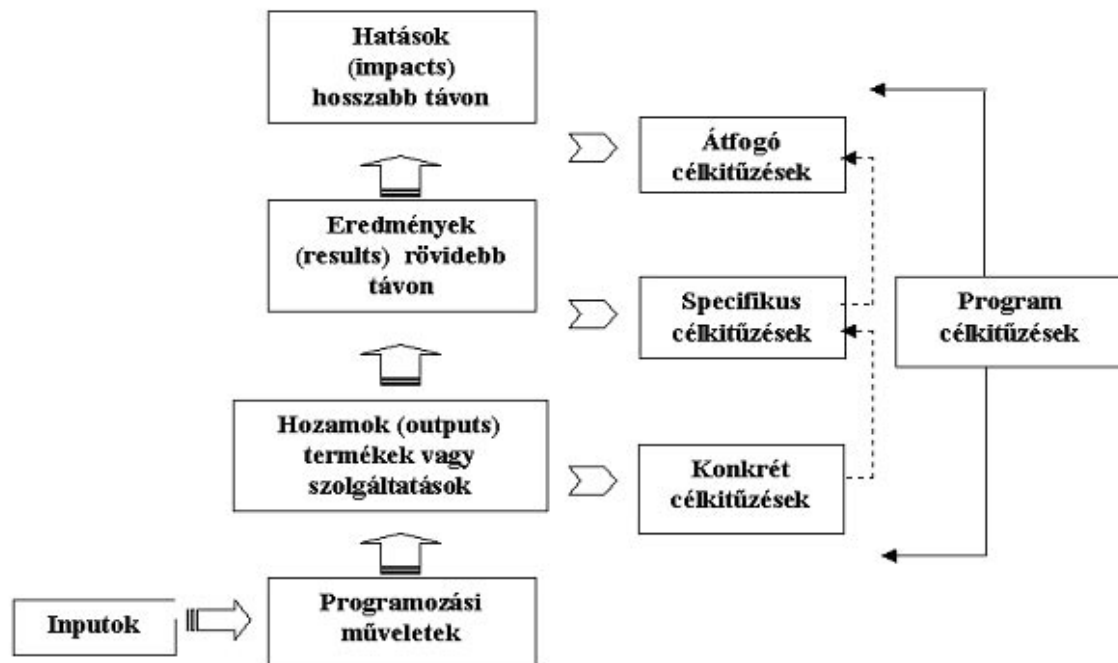 Hatások
(impacts)
hosszabb távon
Átfogó
célkitűzések
Eredmények
(results) rövidebb
távon
Specifikus
célkitűzések
Program
célkitűzések
Hozamok (outputs)
termékek vagy
szolgáltatások
Konkrét
célkitűzések
Inputok
Programozási
műveletek